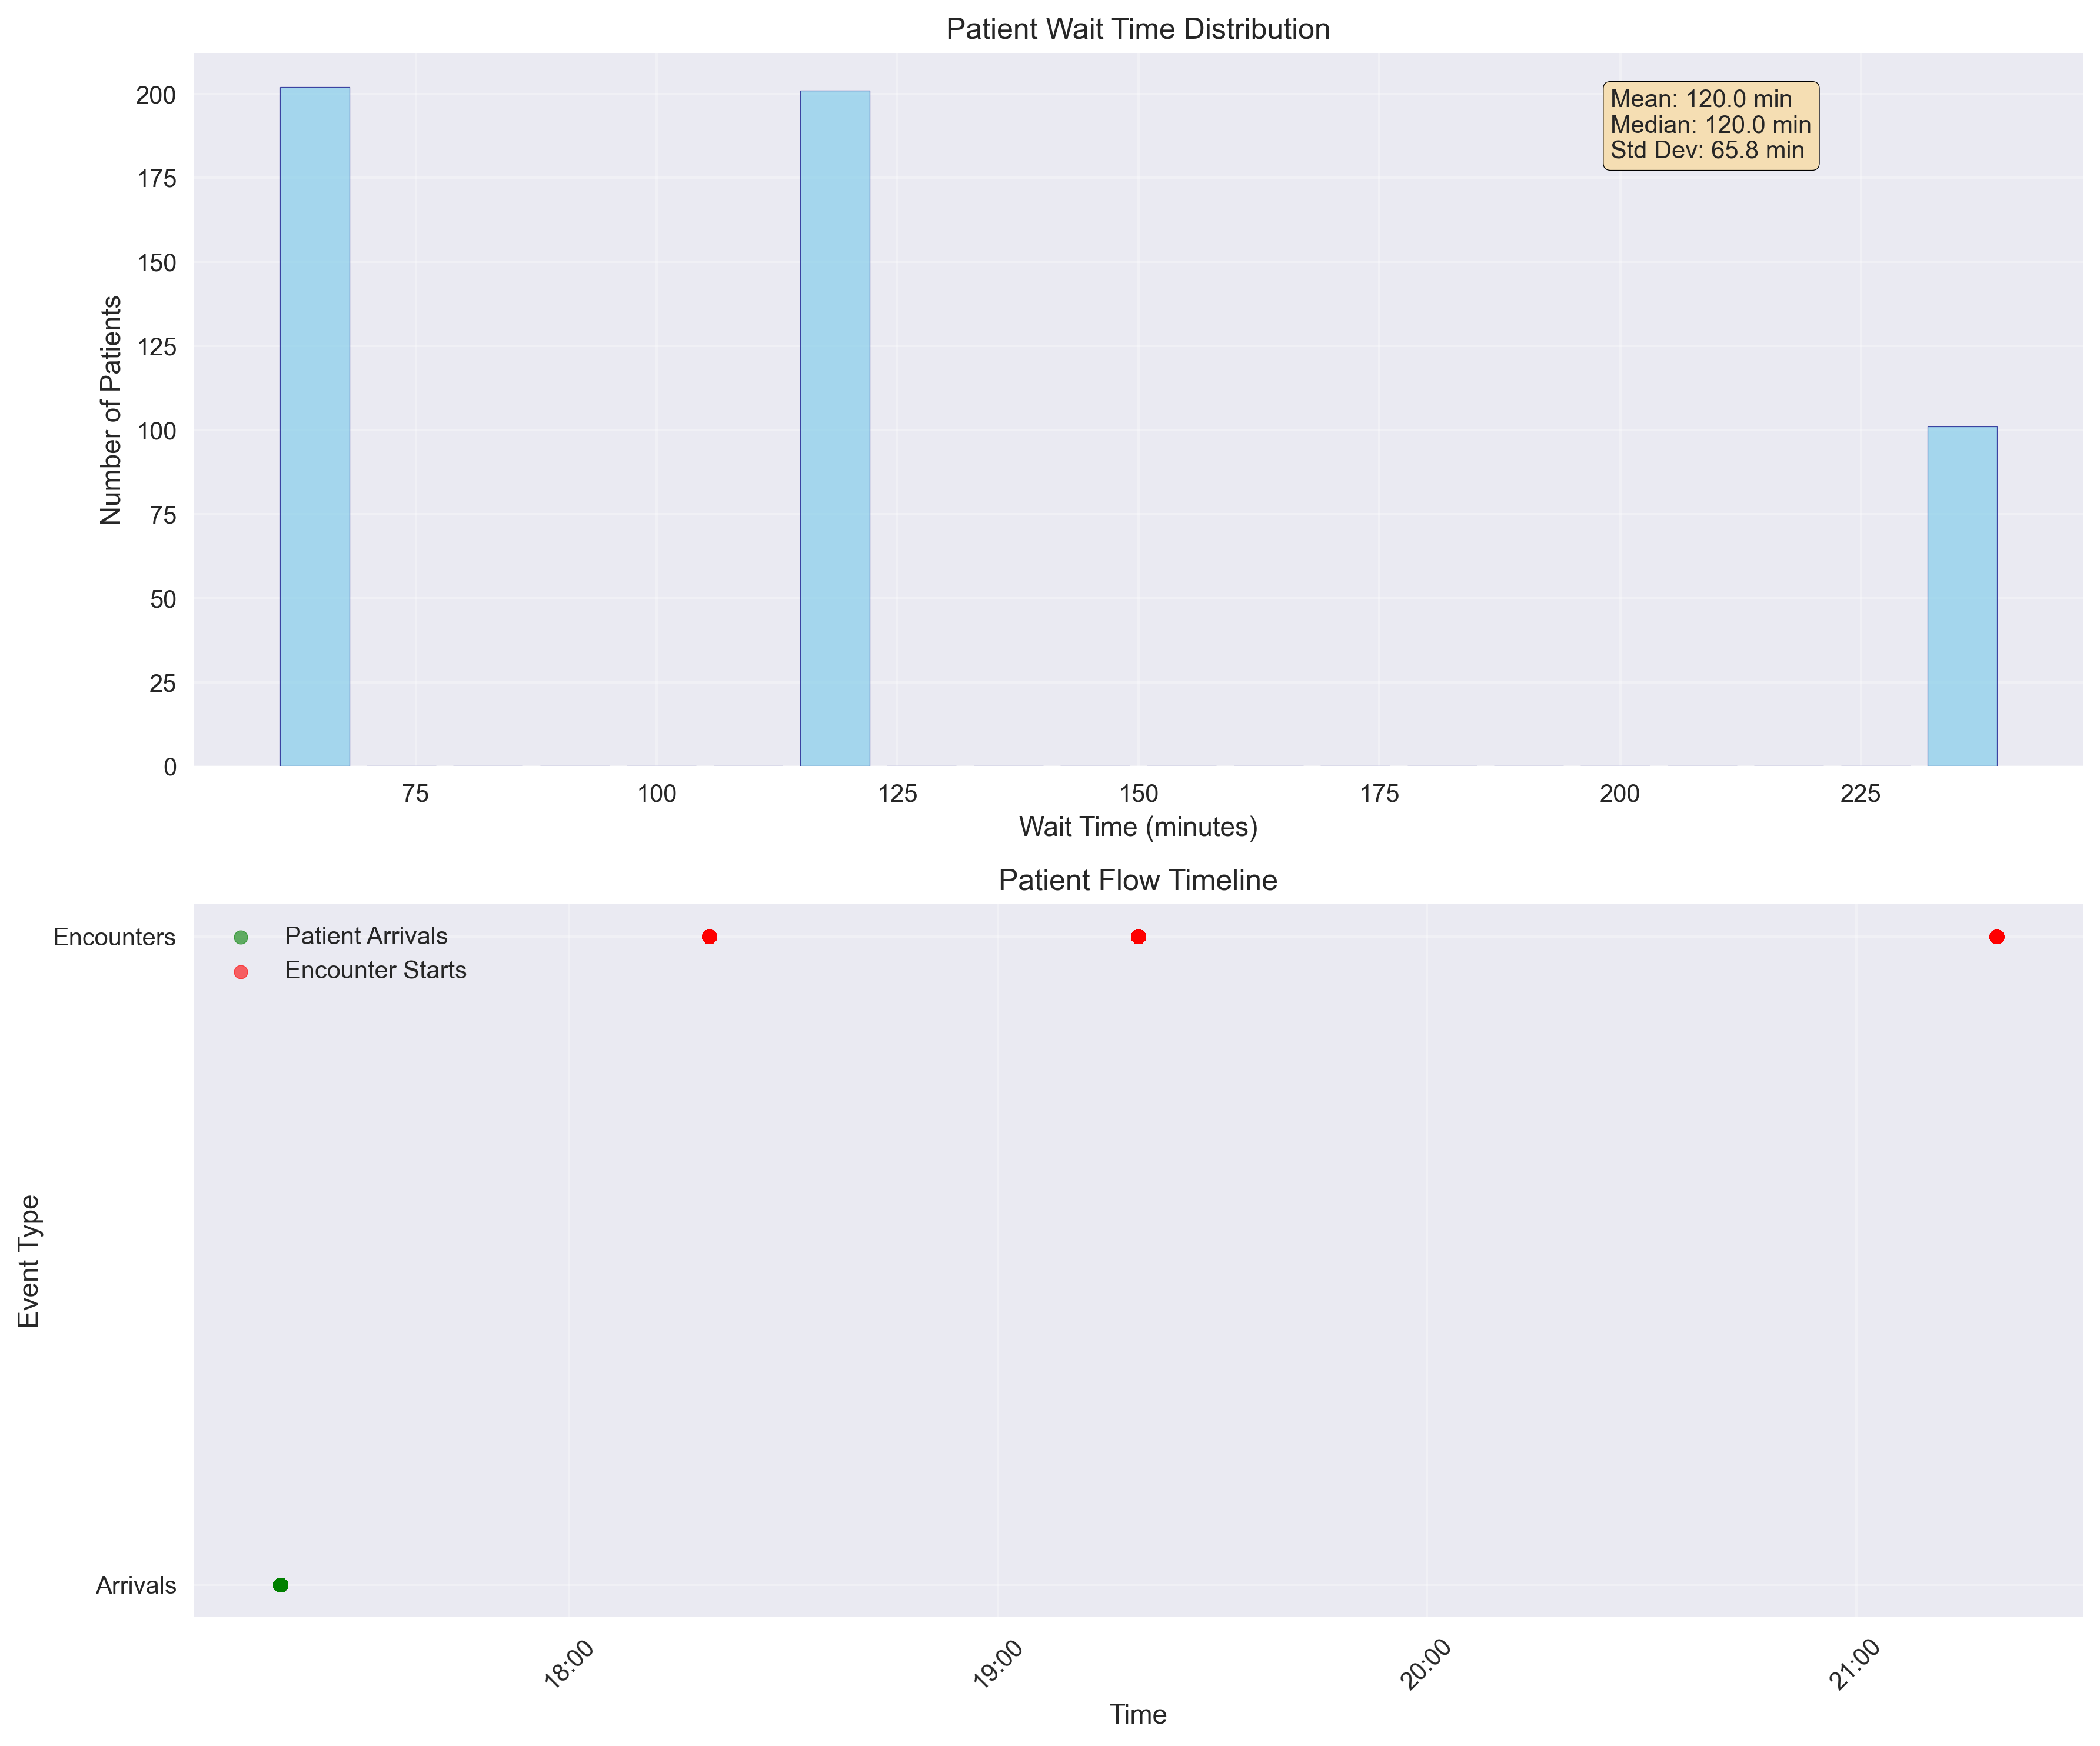 Patient Wait Time Distribution
200
175
150
125
100
75
50
25
0
Number of Patients
Mean: 120.0 min
Median: 120.0 min
Std Dev: 65.8 min
75 100 125 150 175 200 225
Wait Time (minutes)
Patient Flow Timeline
Encounters
Arrivals
Event Type
Patient Arrivals
Encounter Starts
18:00 19:00 20:00 21:00
Time